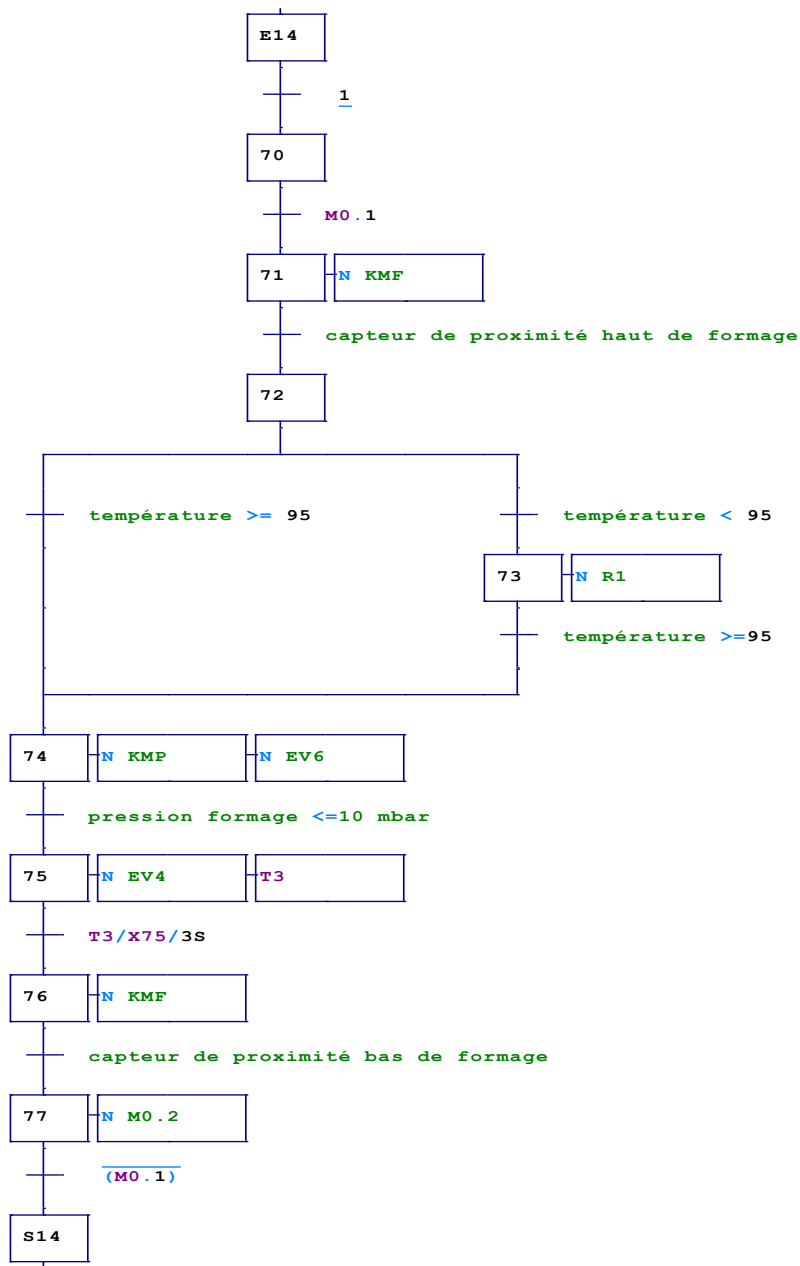 E14
1
70
M0.1
71 N KMF
capteur de proximité haut de formage
72
température >= 95 température < 95
73 N R1
température >=95
74 N KMP N EV6
pression formage <=10 mbar
75 N EV4 T3
T3/X75/3S
76 N KMF
capteur de proximité bas de formage
77 N M0.2
(M0.1)
S14